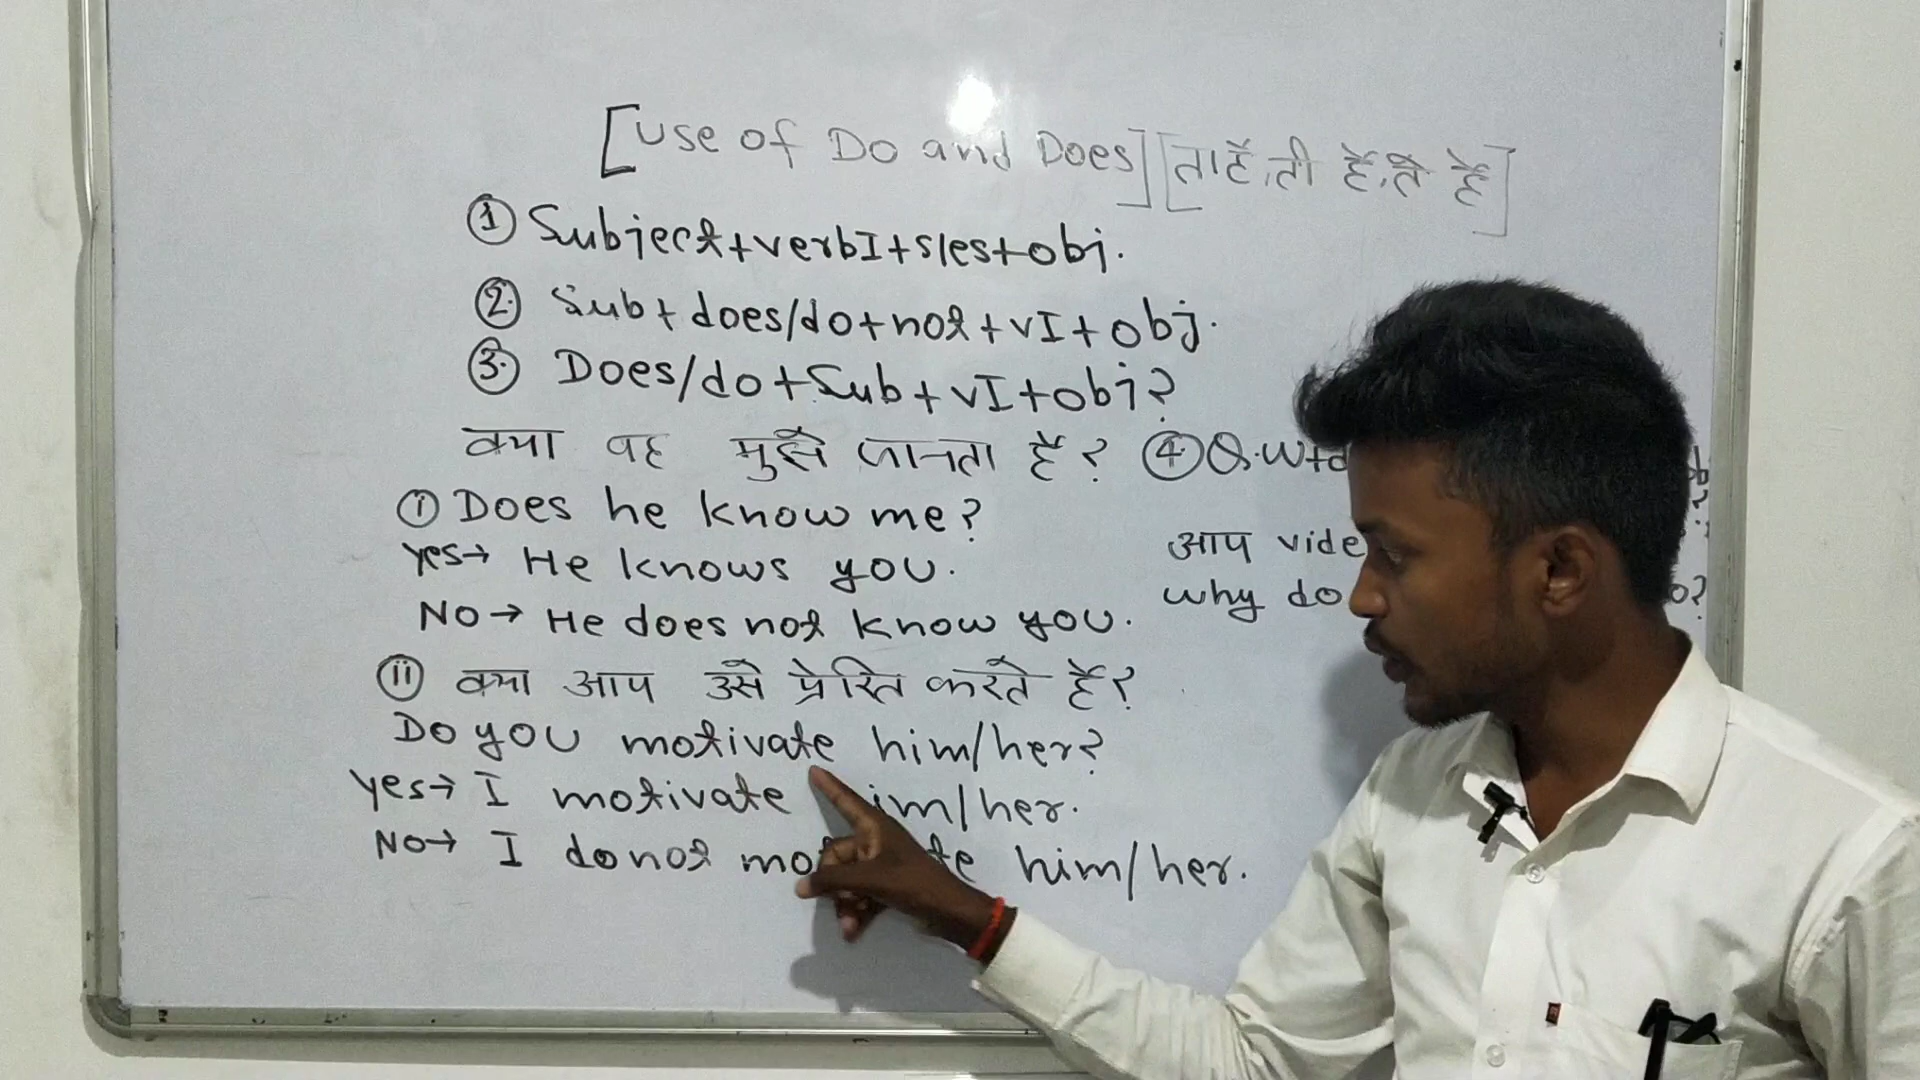 [Use of Do and Does] [ता है, ती है, ते हैं]
① Subject+verbI+s/es+obj.
② Sub+does/do+not+vI+obj.
③ Does/do+Sub+vI+obj?
क्या वह मुझे जानता है? ④ Q.W+d
① Does he know me?
yes→ He knows you.
आप vide
No→ He does not know you.
why do o?
ⅱ क्या आप उसे प्रेरित करते हैं?
Do you motivate him/her?
yes→ I motivate im/her.
No→ I do not mo te him/her.